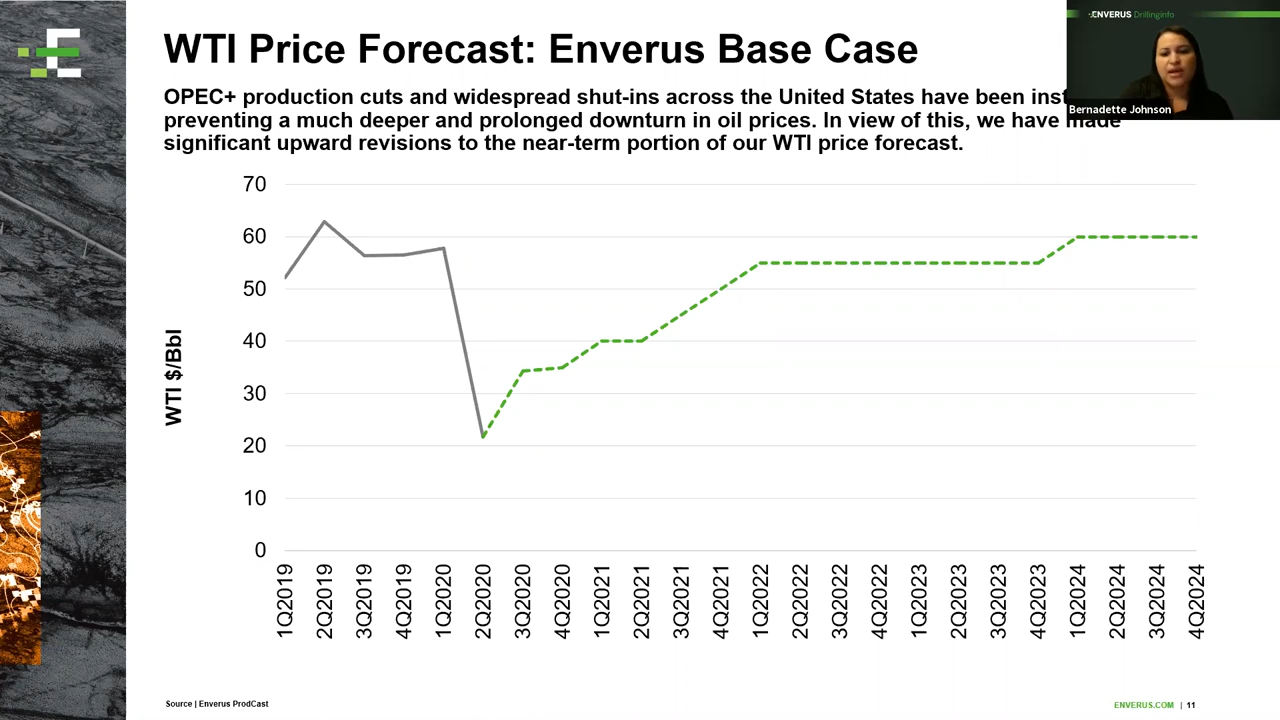 WTI Price Forecast: Enverus Base Case
ENVERUS Drillinginfo
Bernadette Johnson
OPEC+ production cuts and widespread shut-ins across the United States have been
preventing a much deeper and prolonged downturn in oil prices. In view of this, we have made
significant upward revisions to the near-term portion of our WTI price forecast.
WTI $/Bbl
70
60
50
40
30
20
10
0
1Q2019
2Q2019
3Q2019
4Q2019
1Q2020
2Q2020
3Q2020
4Q2020
1Q2021
2Q2021
3Q2021
4Q2021
1Q2022
2Q2022
3Q2022
4Q2022
1Q2023
2Q2023
3Q2023
4Q2023
1Q2024
2Q2024
3Q2024
4Q2024
Source | Enverus ProdCast
ENVERUS.COM | 11